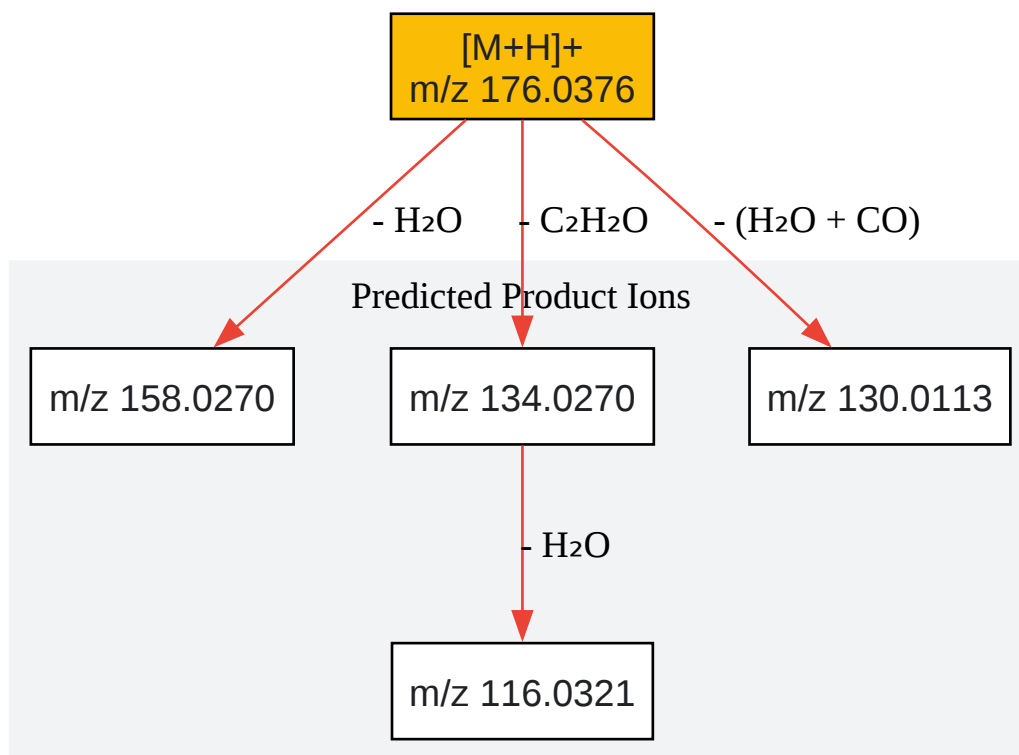 [M+H]+
m/z 176.0376
- H₂O
- C₂H₂O
- (H₂O + CO)
Predicted Product Ions
m/z 158.0270
m/z 134.0270
m/z 130.0113
- H₂O
m/z 116.0321